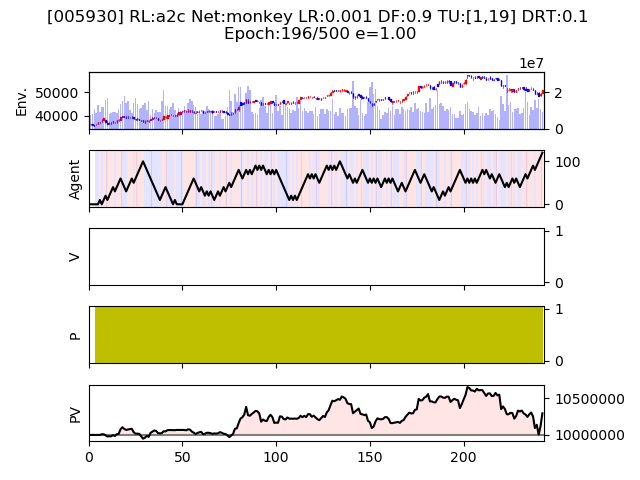 [005930] RL:a2c Net:monkey LR:0.001 DF:0.9 TU:[1,19] DRT:0.1
Epoch:196/500 e=1.00
1e7
Env.
50000
40000
2
0
Agent
100
0
V
1
0
P
1
0
PV
10500000
10000000
0
50
100
150
200